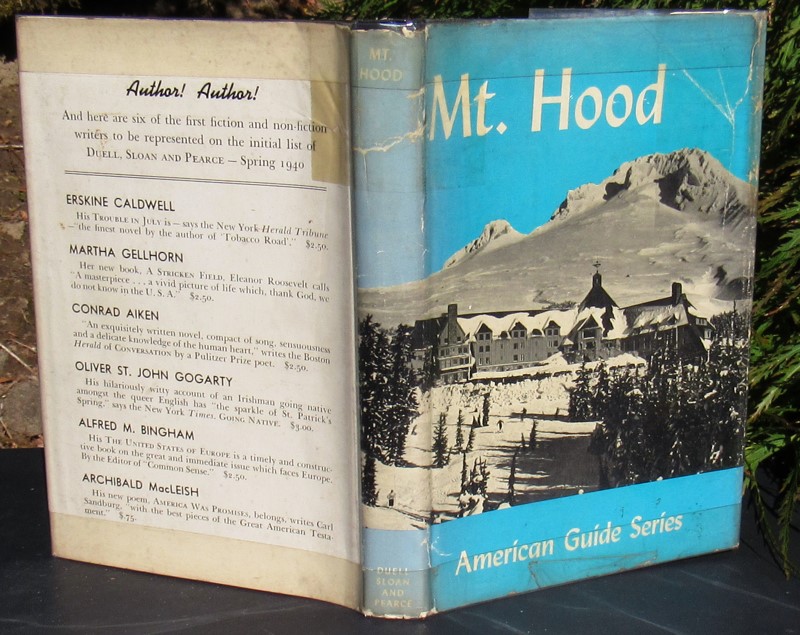 Author! Author!
And here are six of the first fiction and non-fiction
writers to be represented on the initial list of
DUELL, SLOAN AND PEARCE — Spring 1940
ERSKINE CALDWELL
His TROUBLE IN JULY is — says the New York Herald Tribune
—"the finest novel by the author of 'Tobacco Road'." $2.50.
MARTHA GELLHORN
Her new book, A STRICKEN FIELD, Eleanor Roosevelt calls
"A masterpiece . . . a vivid picture of life which, thank God, we
do not know in the U. S. A." $2.50.
CONRAD AIKEN
"An exquisitely written novel, compact of song, sensuousness
and a delicate knowledge of the human heart," writes the Boston
Herald of CONVERSATION by a Pulitzer Prize poet. $2.50.
OLIVER ST. JOHN GOGARTY
His hilariously witty account of an Irishman going native
amongst the queer English has "the sparkle of St. Patrick's
Spring," says the New York Times. GOING NATIVE. $3.00.
ALFRED M. BINGHAM
His THE UNITED STATES OF EUROPE is a timely and construc-
tive book on the great and immediate issue which faces Europe.
By the Editor of "Common Sense." $2.50.
ARCHIBALD MacLEISH
His new poem, AMERICA WAS PROMISES, belongs, writes Carl
Sandburg, "with the best pieces of the Great American Testa-
ment." $.75.
MT.
HOOD
DUELL
SLOAN
AND
PEARCE
Mt. Hood
American Guide Series